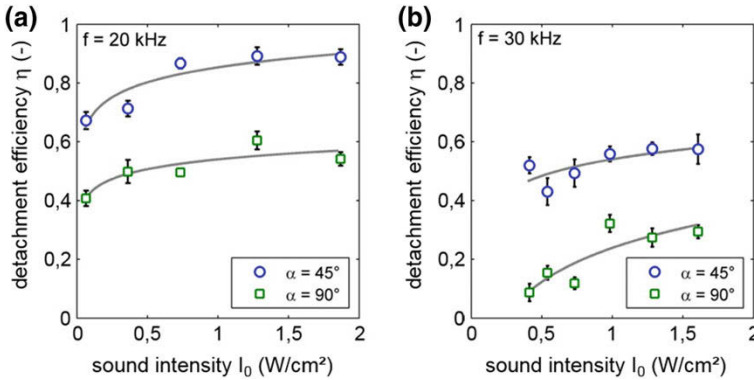 (a)
f = 20 kHz
detachment efficiency η (-)
1
0,8
0,6
0,4
0,2
0
α = 45°
α = 90°
0 0,5 1 1,5 2
sound intensity I₀ (W/cm²)
(b)
f = 30 kHz
detachment efficiency η (-)
1
0,8
0,6
0,4
0,2
0
α = 45°
α = 90°
0 0,5 1 1,5 2
sound intensity I₀ (W/cm²)